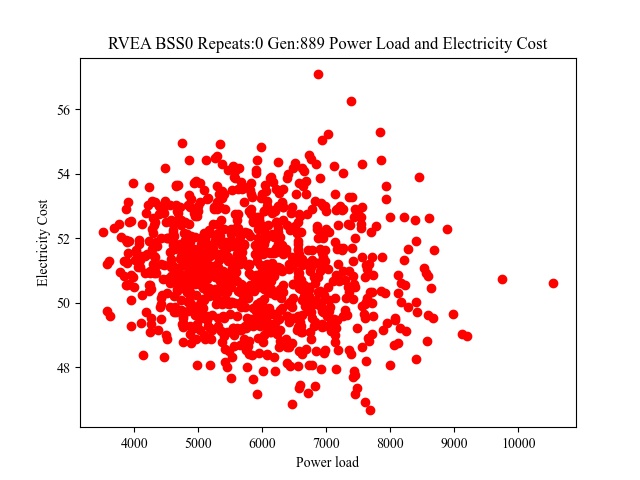 RVEA BSS0 Repeats:0 Gen:889 Power Load and Electricity Cost
Electricity Cost
56
54
52
50
48
4000 5000 6000 7000 8000 9000 10000
Power load